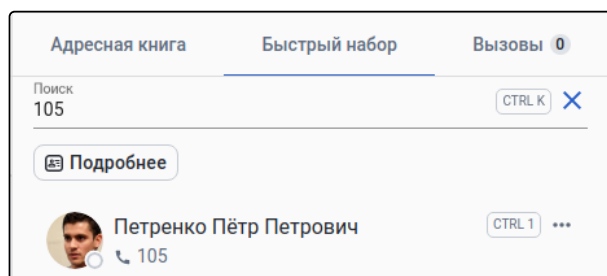 Адресная книга Быстрый набор Вызовы 0
Поиск
105 CTRL K
Подробнее
Петренко Пётр Петрович CTRL 1
105